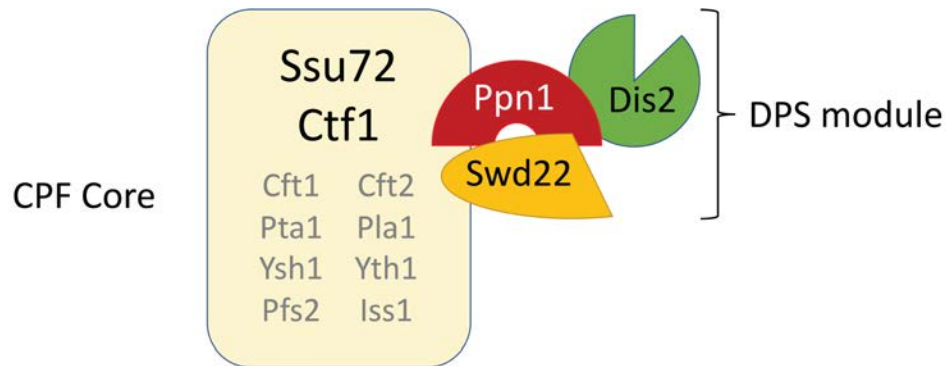 Ssu72
Ctf1
Cft1 Cft2
Pta1 Pla1
Ysh1 Yth1
Pfs2 Iss1
CPF Core
Ppn1
Swd22
Dis2
DPS module